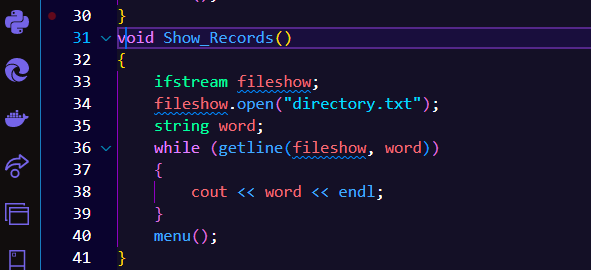 30 }
31 void Show_Records()
32 {
33     ifstream fileshow;
34     fileshow.open("directory.txt");
35     string word;
36     while (getline(fileshow, word))
37     {
38         cout << word << endl;
39     }
40     menu();
41 }